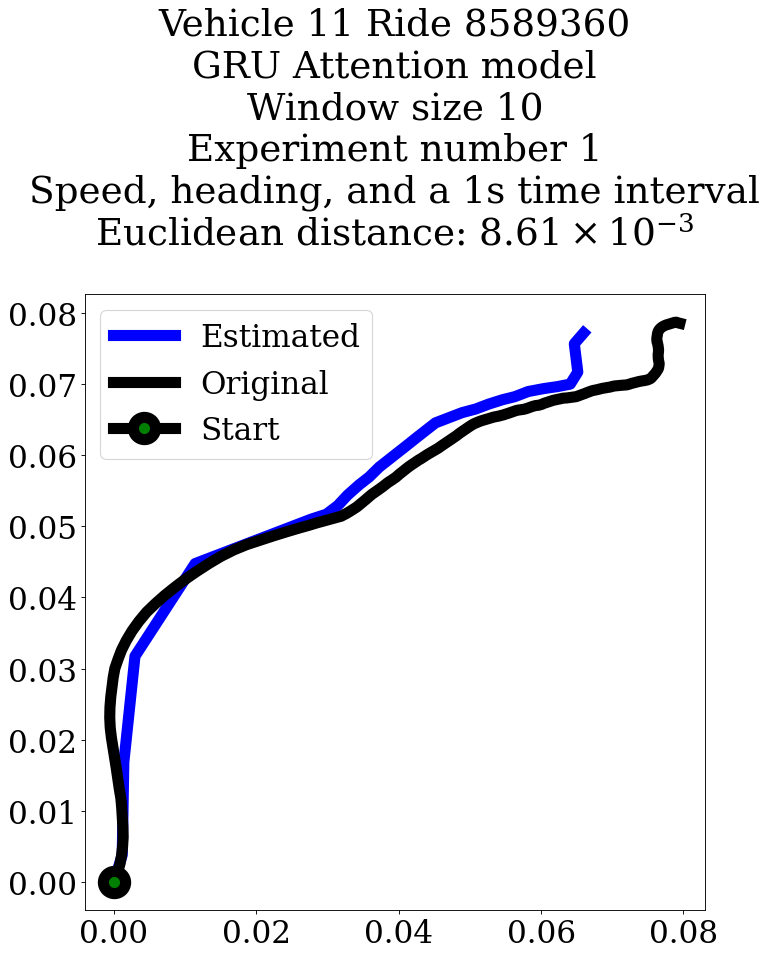 Vehicle 11 Ride 8589360
GRU Attention model
Window size 10
Experiment number 1
Speed, heading, and a 1s time interval
Euclidean distance: 8.61 × 10⁻³
Estimated
Original
Start
0.08
0.07
0.06
0.05
0.04
0.03
0.02
0.01
0.00
0.00 0.02 0.04 0.06 0.08